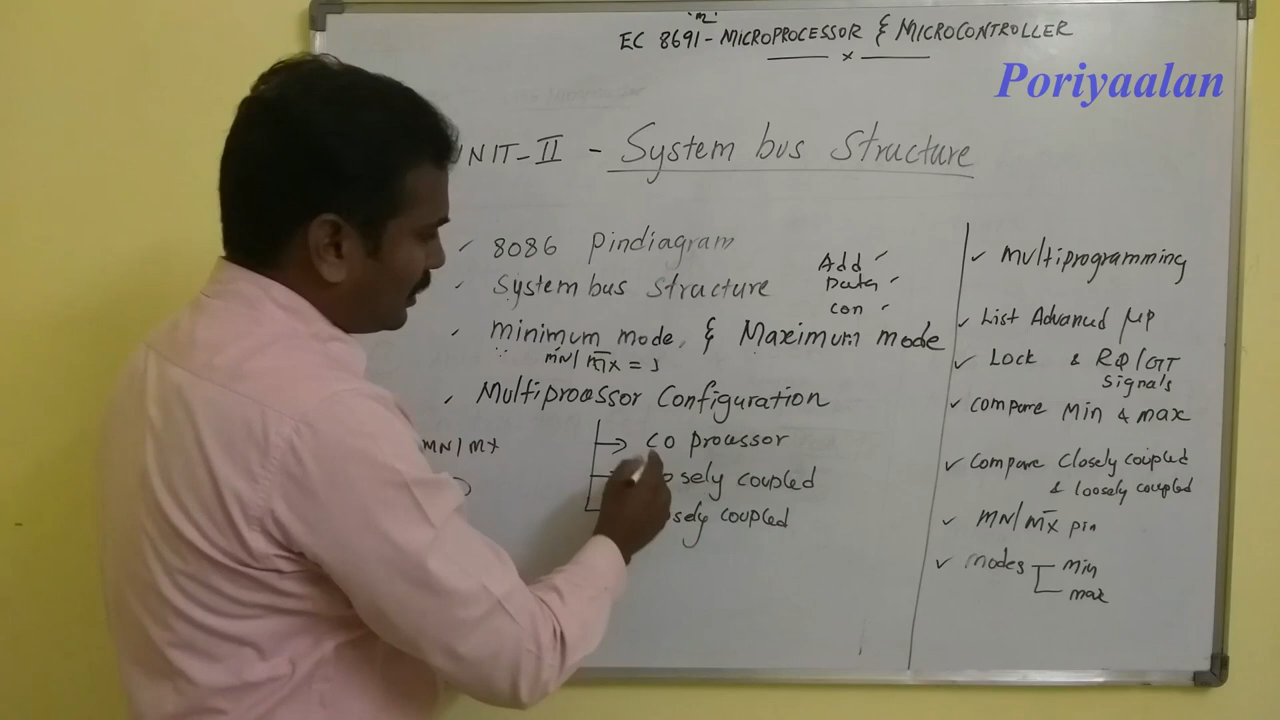 EC 8691 - MICROPROCESSOR & MICROCONTROLLER
x
Poriyaalan
UNIT-II - System bus Structure
8086 Pindiagram
System bus structure
Add
Data
con
minimum mode, & Maximum mode
MN/MX =
Multiprocessor Configuration
MN/MX
co processor
osely coupled
sely coupled
multiprogramming
List Advanced μP
Lock & RQ/GT
Signals
compare Min & max
compare closely coupled
& loosely coupled
MN/MX pin
modes
min
max